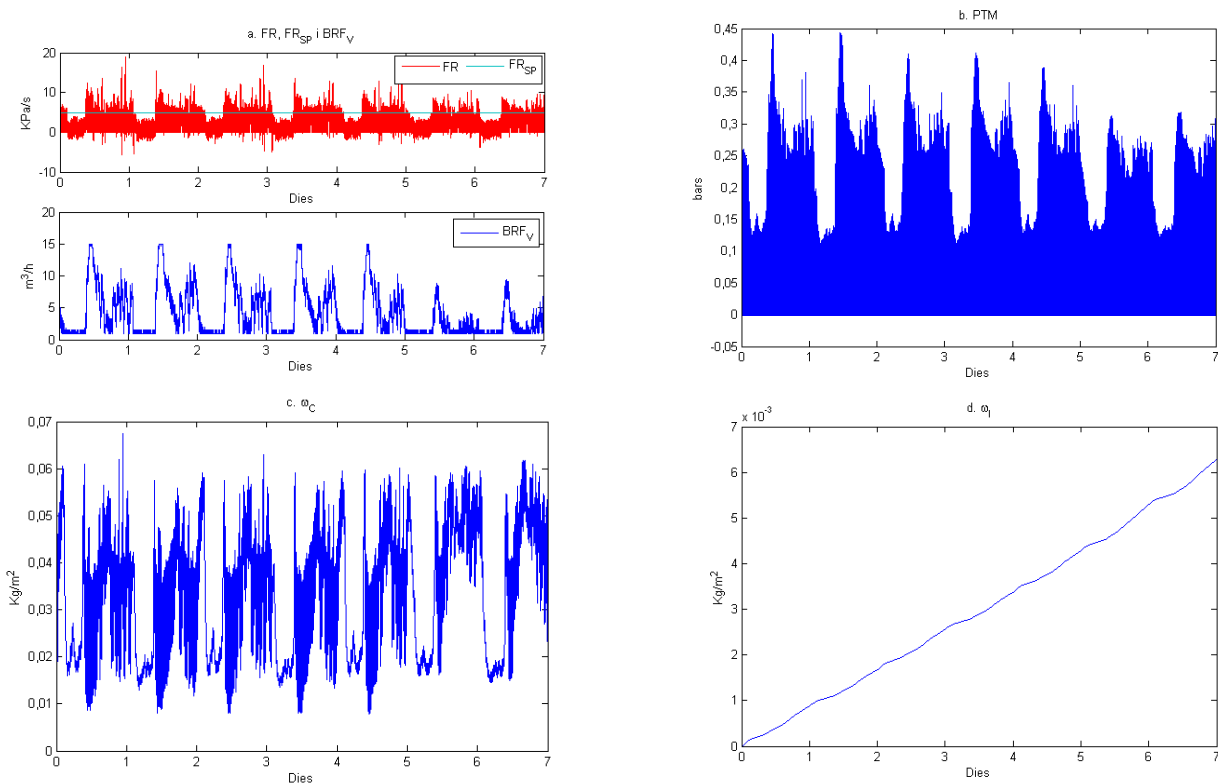 a. FR, FR_SP i BRF_V
KPa/s
20
10
0
-10
FR
FR_SP
0 1 2 3 4 5 6 7
Dies
m³/h
20
15
10
5
0
BRF_V
0 1 2 3 4 5 6 7
Dies
b. PTM
bars
0,45
0,4
0,35
0,3
0,25
0,2
0,15
0,1
0,05
0
-0,05
0 1 2 3 4 5 6 7
Dies
c. ω_C
Kg/m²
0,07
0,06
0,05
0,04
0,03
0,02
0,01
0
0 1 2 3 4 5 6 7
Dies
d. ω_I
x 10⁻³
Kg/m²
7
6
5
4
3
2
1
0
0 1 2 3 4 5 6 7
Dies